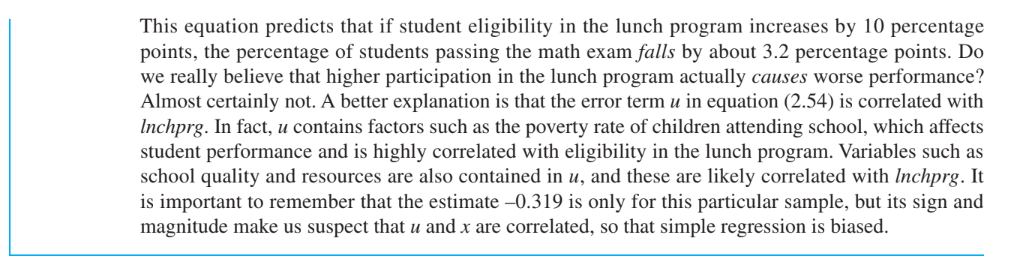 This equation predicts that if student eligibility in the lunch program increases by 10 percentage
points, the percentage of students passing the math exam falls by about 3.2 percentage points. Do
we really believe that higher participation in the lunch program actually causes worse performance?
Almost certainly not. A better explanation is that the error term u in equation (2.54) is correlated with
lnchprg. In fact, u contains factors such as the poverty rate of children attending school, which affects
student performance and is highly correlated with eligibility in the lunch program. Variables such as
school quality and resources are also contained in u, and these are likely correlated with lnchprg. It
is important to remember that the estimate –0.319 is only for this particular sample, but its sign and
magnitude make us suspect that u and x are correlated, so that simple regression is biased.